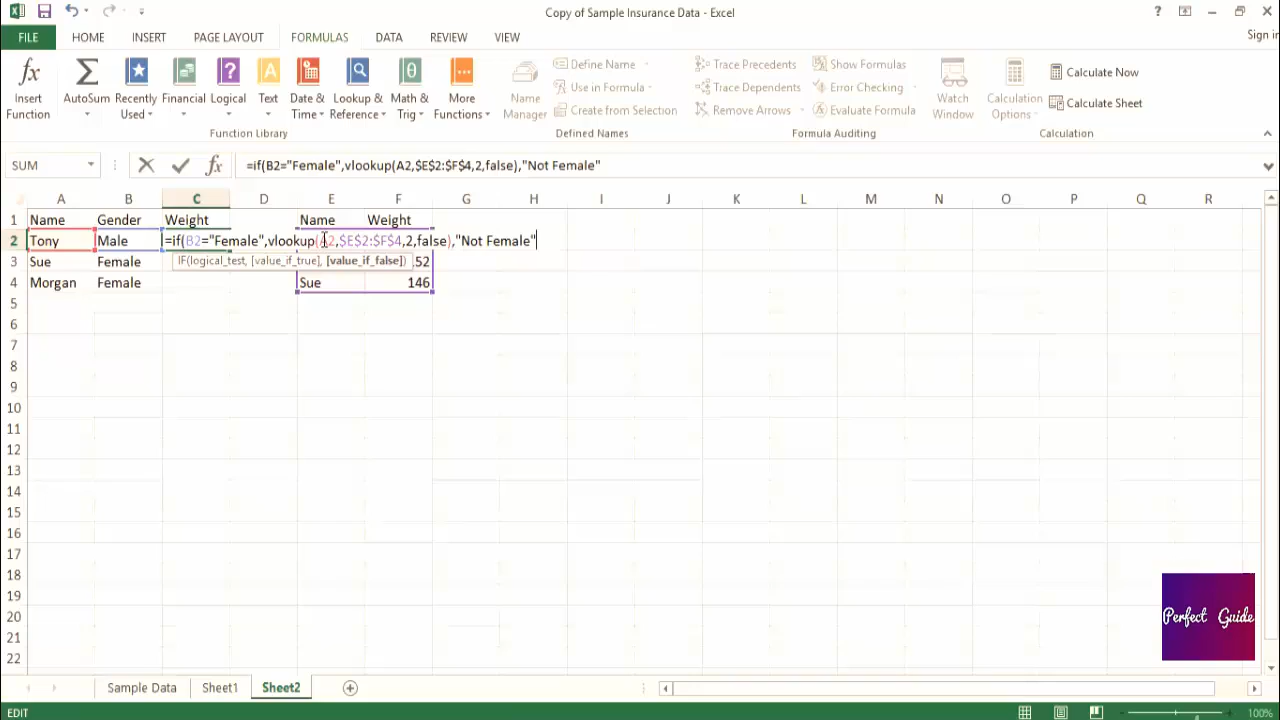 Copy of Sample Insurance Data - Excel
?
Sign in
FILE HOME INSERT PAGE LAYOUT FORMULAS DATA REVIEW VIEW
fx Σ ? A θ
Insert Function
AutoSum
Recently Used
Financial
Logical
Text
Date & Time
Lookup & Reference
Math & Trig
More Functions
Name Manager
Define Name
Use in Formula
Create from Selection
Trace Precedents
Trace Dependents
Remove Arrows
Show Formulas
Error Checking
Evaluate Formula
Watch Window
Calculation Options
Calculate Now
Calculate Sheet
Function Library Defined Names Formula Auditing Calculation
SUM fx =if(B2="Female",vlookup(A2,$E$2:$F$4,2,false),"Not Female"
A B C D E F G H I J K L M N O P Q R
1 Name Gender Weight Name Weight
2 Tony Male =if(B2="Female",vlookup(A2,$E$2:$F$4,2,false),"Not Female"
3 Sue Female IF(logical_test, [value_if_true], [value_if_false]) 52
4 Morgan Female Sue 146
5
6
7
8
9
10
11
12
13
14
15
16
17
18
19
20
21
22
Perfect Guide
Sample Data Sheet1 Sheet2
EDIT 100%